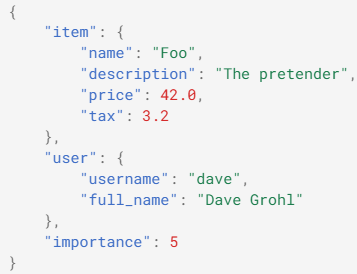 {
    "item": {
        "name": "Foo",
        "description": "The pretender",
        "price": 42.0,
        "tax": 3.2
    },
    "user": {
        "username": "dave",
        "full_name": "Dave Grohl"
    },
    "importance": 5
}